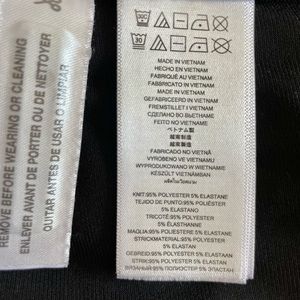 REMOVE BEFORE WEARING OR CLEANING
ENLEVER AVANT DE PORTER OU DE NETTOYER
QUITAR ANTES DE USAR O LIMPIAR
30
MADE IN VIETNAM
HECHO EN VIETNAM
FABRIQUÉ AU VIETNAM
FABBRICATO IN VIETNAM
IN VIETNAM
GEFABRICEERD IN VIETNAM
FREMSTILLET I VIETNAM
СДЕЛАНО ВО ВЬЕТНАМЕ
FEITO NO VIETNAME
ベトナム製
越南制造
越南製造
FABRICADO NO VIETNÃ
VYROBENO VE VIETNAMU
WYPRODUKOWANO W WIETNAMIE
KÉSZÜLT VIETNÁMBAN
KNIT:95% POLYESTER 5% ELASTANE
TEJIDO DE PUNTO:95% POLIÉSTER
5% ELASTANO
TRICOTÉ:95% POLYESTER
5% ÉLASTHANNE
MAGLIA:95% POLIESTERE 5% ELASTAN
STRICKMATERIAL:95% POLYESTER
5% ELASTAN
GEBREID:95% POLYESTER 5% ELASTAAN
STRIK:95% POLYESTER 5% ELASTAN
ВЯЗАНЫЙ:95% ПОЛИЭСТЕР 5% ЭЛАСТАН